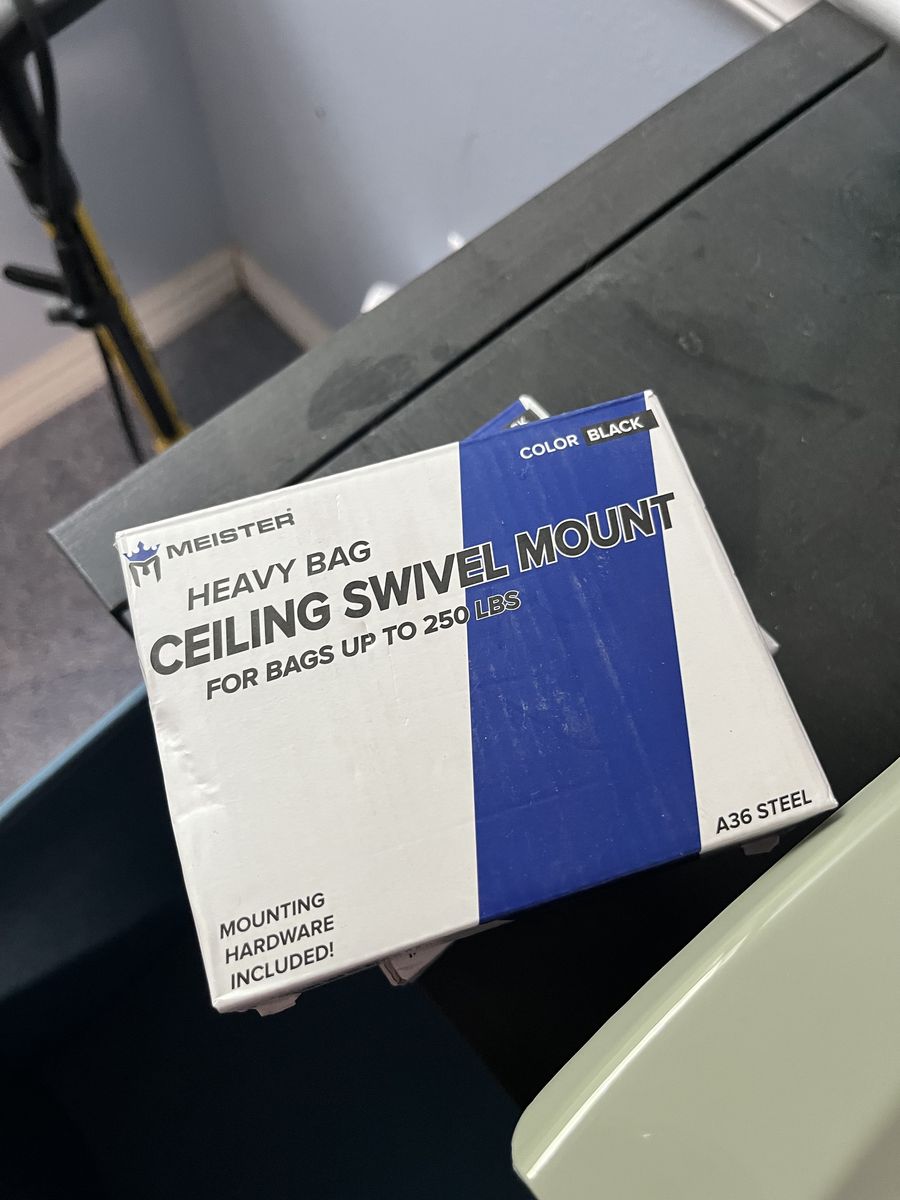 COLOR BLACK
MEISTER
HEAVY BAG
CEILING SWIVEL MOUNT
FOR BAGS UP TO 250 LBS
A36 STEEL
MOUNTING
HARDWARE
INCLUDED!